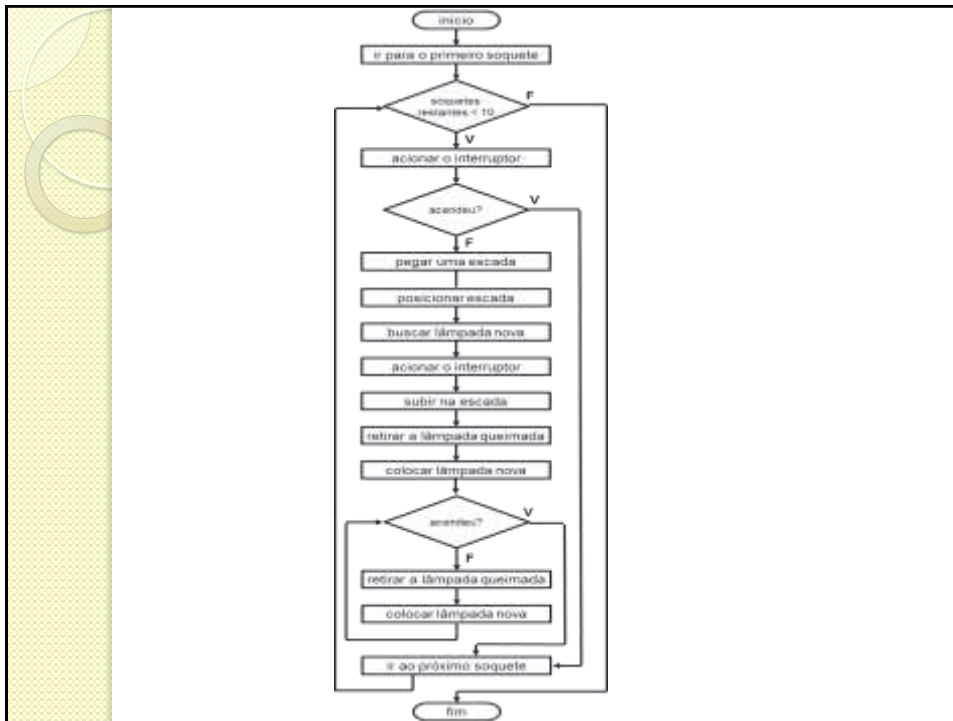 início
ir para o primeiro soquete
soquetes
restantes < 10
F
V
acionar o interruptor
acendeu?
V
F
pegar uma escada
posicionar escada
buscar lâmpada nova
acionar o interruptor
subir na escada
retirar a lâmpada queimada
colocar lâmpada nova
acendeu?
V
F
retirar a lâmpada queimada
colocar lâmpada nova
ir ao próximo soquete
fim